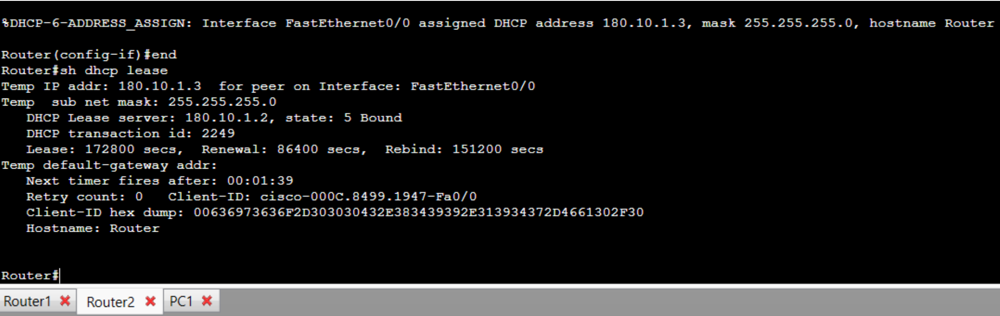 %DHCP-6-ADDRESS_ASSIGN: Interface FastEthernet0/0 assigned DHCP address 180.10.1.3, mask 255.255.255.0, hostname Router
Router(config-if)#end
Router#sh dhcp lease
Temp IP addr: 180.10.1.3  for peer on Interface: FastEthernet0/0
Temp  sub net mask: 255.255.255.0
   DHCP Lease server: 180.10.1.2, state: 5 Bound
   DHCP transaction id: 2249
   Lease: 172800 secs,  Renewal: 86400 secs,  Rebind: 151200 secs
Temp default-gateway addr:
   Next timer fires after: 00:01:39
   Retry count: 0   Client-ID: cisco-000C.8499.1947-Fa0/0
   Client-ID hex dump: 00636973636F2D303030432E383439392E313934372D4661302F30
   Hostname: Router
Router#
Router1 Router2 PC1